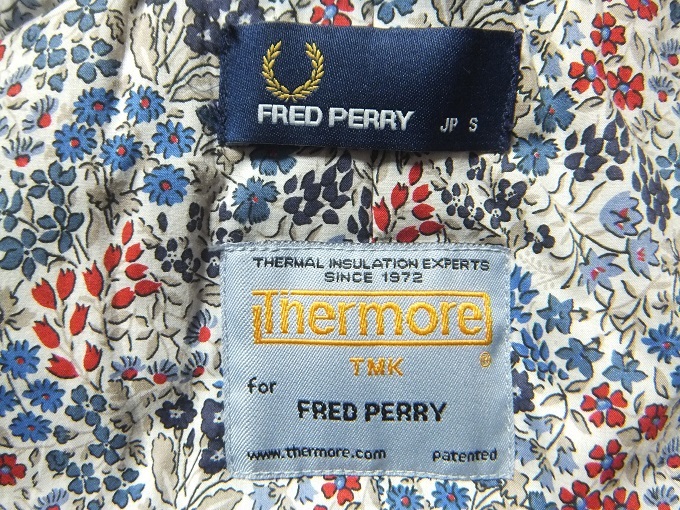 FRED PERRY JP S
THERMAL INSULATION EXPERTS
SINCE 1972
Thermore
TMK ®
for
FRED PERRY
www.thermore.com patented